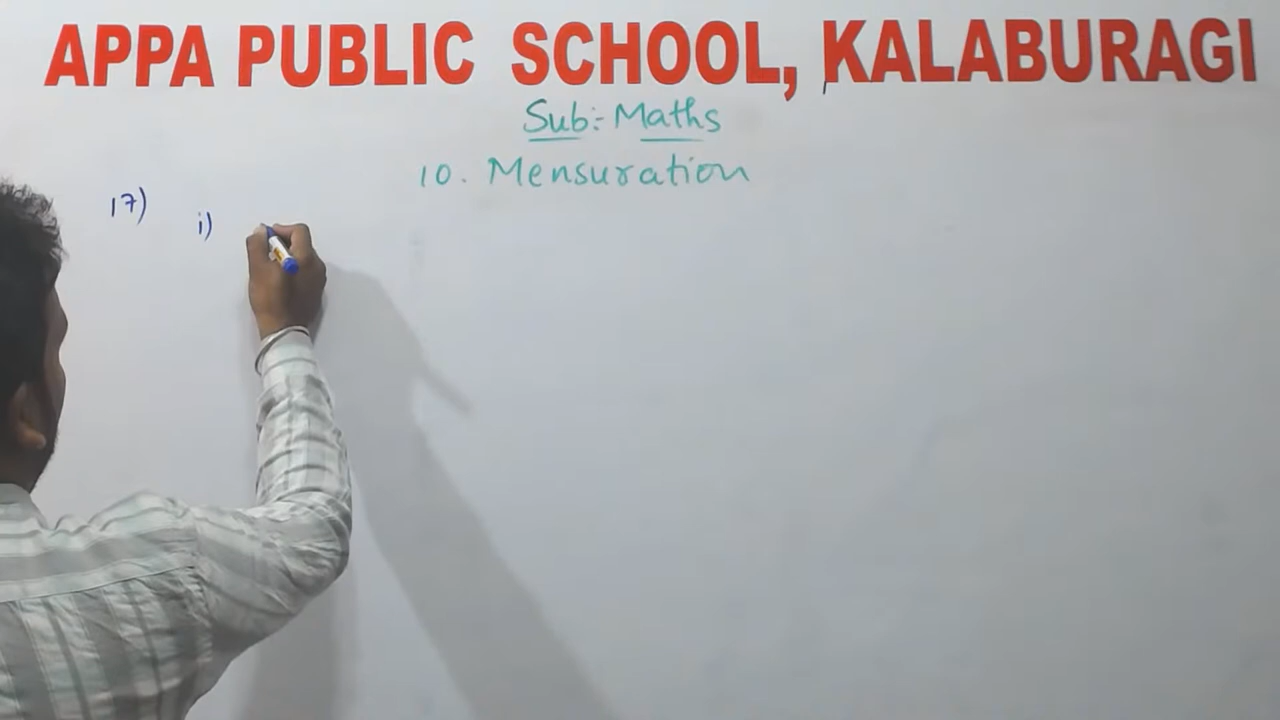 APPA PUBLIC SCHOOL, KALABURAGI
Sub:- Maths
10. Mensuration
17)
i)